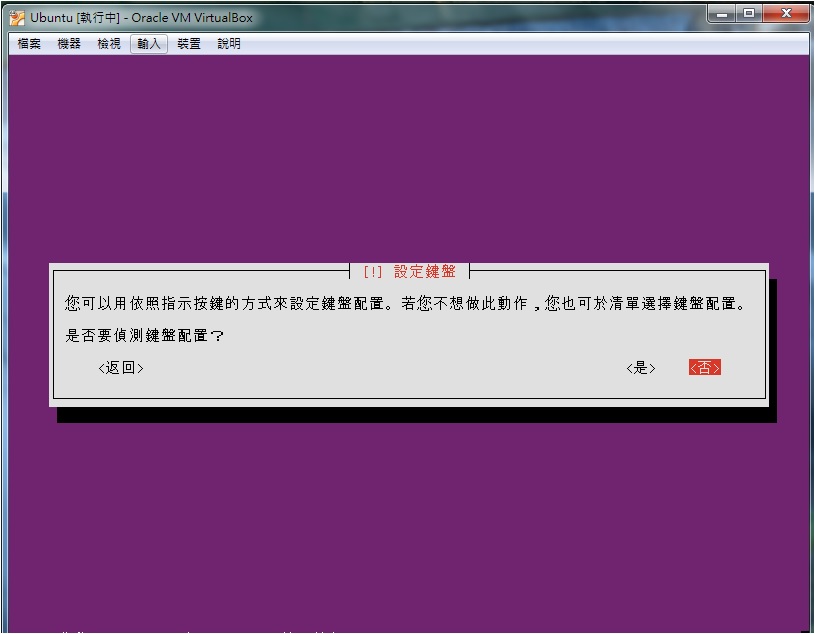 Ubuntu [執行中] - Oracle VM VirtualBox
檔案 機器 檢視 輸入 裝置 說明
[!] 設定鍵盤
您可以用依照指示按鍵的方式來設定鍵盤配置。若您不想做此動作，您也可於清單選擇鍵盤配置。
是否要偵測鍵盤配置？
<返回> <是> <否>